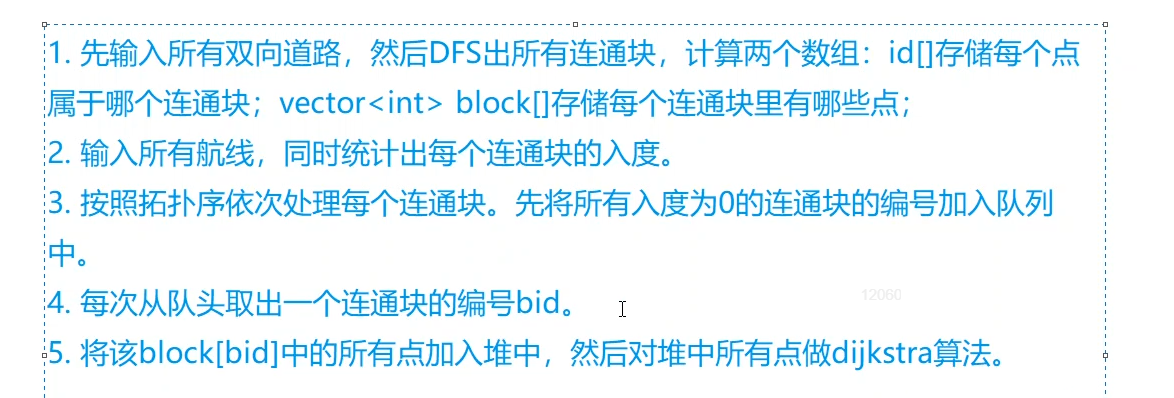 1. 先输入所有双向道路，然后DFS出所有连通块，计算两个数组：id[]存储每个点
属于哪个连通块；vector<int> block[]存储每个连通块里有哪些点；
2. 输入所有航线，同时统计出每个连通块的入度。
3. 按照拓扑序依次处理每个连通块。先将所有入度为0的连通块的编号加入队列
中。
4. 每次从队头取出一个连通块的编号bid。
12060
5. 将该block[bid]中的所有点加入堆中，然后对堆中所有点做dijkstra算法。